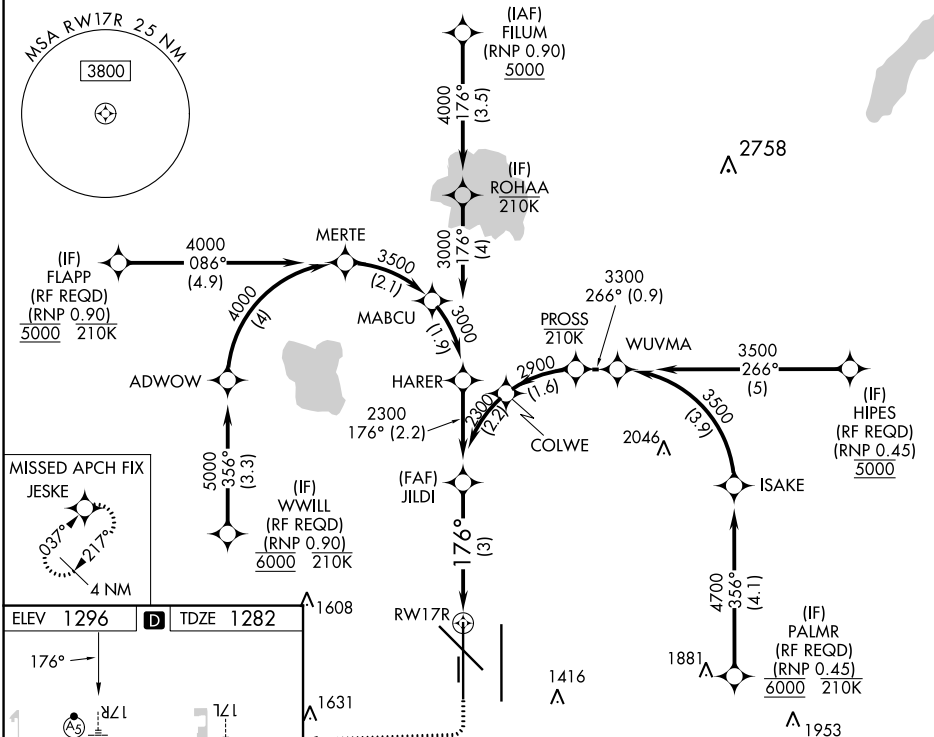 MSA RW17R 25 NM
3800
(IAF)
FILUM
(RNP 0.90)
5000
4000
176°
(3.5)
2758
(IF)
ROHAA
210K
3000
176°
(4)
MERTE
(IF)
FLAPP
(RF REQD)
(RNP 0.90)
5000 210K
4000
086°
(4.9)
3500
(2.1)
4000
(4)
MABCU
3000
(1.9)
3300
266° (0.9)
PROSS
210K
WUVMA
3500
266°
(5)
ADWOW
HARER
2900
(1.6)
(IF)
HIPES
(RF REQD)
(RNP 0.45)
5000
2300
176° (2.2)
2300
(2.2)
COLWE
3500
(3.9)
2046
MISSED APCH FIX
JESKE
037°
217°
4 NM
5000
356°
(3.3)
(IF)
WWILL
(RF REQD)
(RNP 0.90)
6000 210K
(FAF)
JILDI
ISAKE
176°
(3)
4700
356°
(4.1)
(IF)
PALMR
(RF REQD)
(RNP 0.45)
6000 210K
ELEV 1296
D
TDZE 1282
1608
RW17R
1881
176°
1416
1631
1953
A5
17R
17L